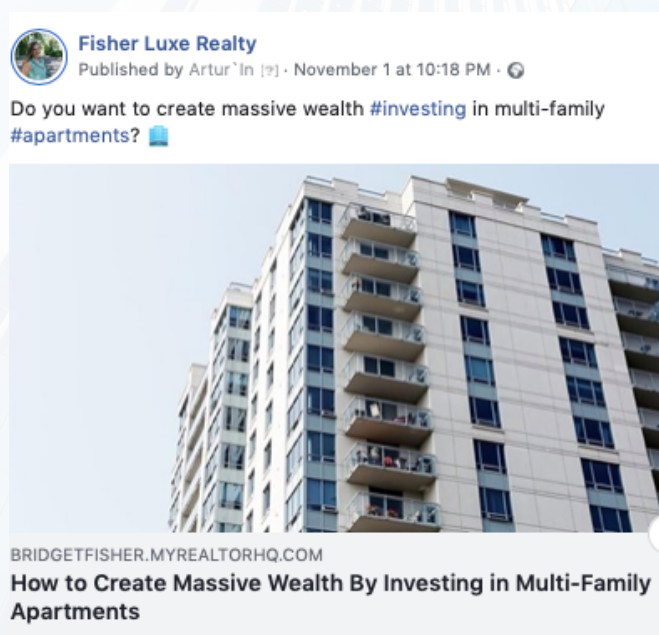 Fisher Luxe Realty
Published by Artur`In [?] · November 1 at 10:18 PM ·
Do you want to create massive wealth #investing in multi-family
#apartments?
BRIDGETFISHER.MYREALTORHQ.COM
How to Create Massive Wealth By Investing in Multi-Family
Apartments